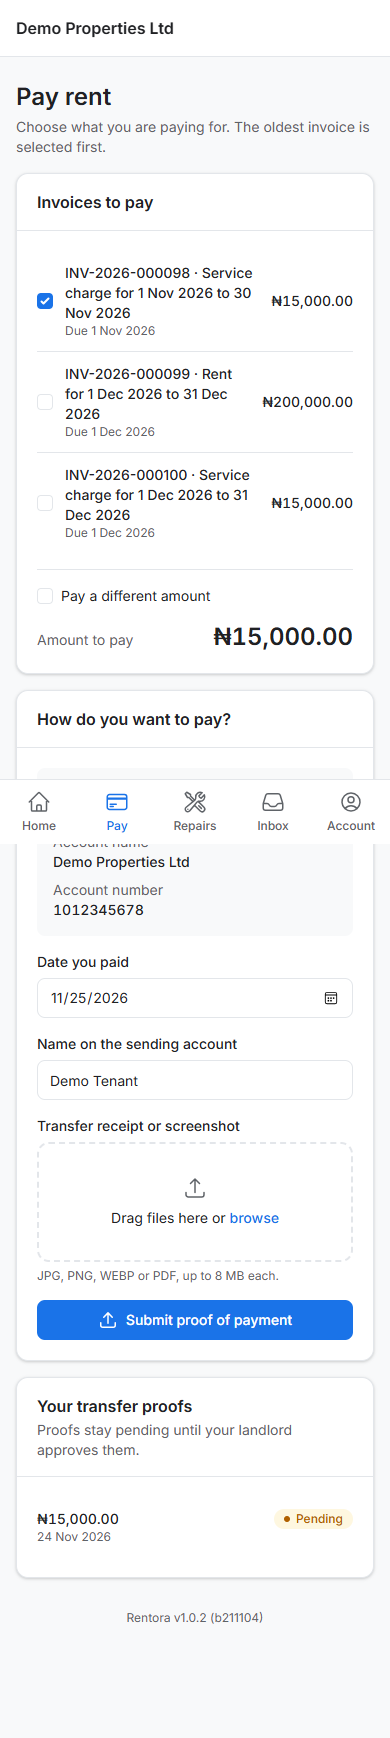 Demo Properties Ltd
Pay rent
Choose what you are paying for. The oldest invoice is
selected first.
Invoices to pay
INV-2026-000098 · Service
charge for 1 Nov 2026 to 30
Nov 2026
₦15,000.00
Due 1 Nov 2026
INV-2026-000099 · Rent
for 1 Dec 2026 to 31 Dec
2026
₦200,000.00
Due 1 Dec 2026
INV-2026-000100 · Service
charge for 1 Dec 2026 to 31
Dec 2026
₦15,000.00
Due 1 Dec 2026
Pay a different amount
Amount to pay
₦15,000.00
How do you want to pay?
Home
Pay
Repairs
Inbox
Account
Account name
Demo Properties Ltd
Account number
1012345678
Date you paid
11/25/2026
Name on the sending account
Demo Tenant
Transfer receipt or screenshot
Drag files here or browse
JPG, PNG, WEBP or PDF, up to 8 MB each.
Submit proof of payment
Your transfer proofs
Proofs stay pending until your landlord
approves them.
₦15,000.00
Pending
24 Nov 2026
Rentora v1.0.2 (b211104)